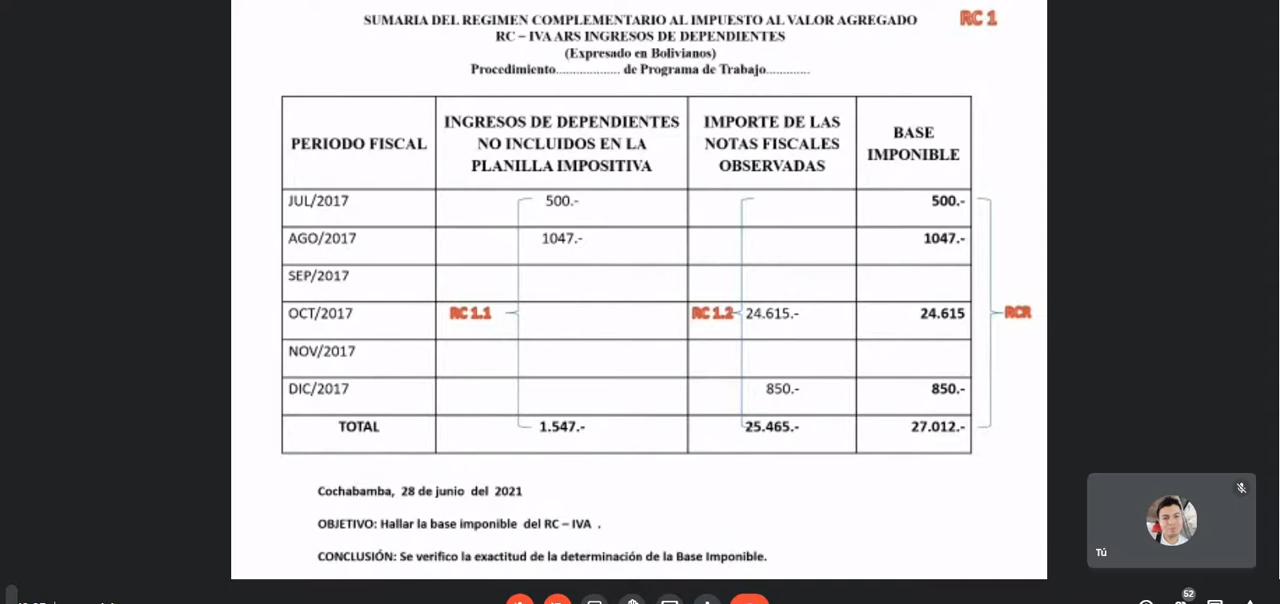 SUMARIA DEL REGIMEN COMPLEMENTARIO AL IMPUESTO AL VALOR AGREGADO
RC 1
RC – IVA ARS INGRESOS DE DEPENDIENTES
(Expresado en Bolivianos)
Procedimiento.................... de Programa de Trabajo.............
PERIODO FISCAL
INGRESOS DE DEPENDIENTES
NO INCLUIDOS EN LA
PLANILLA IMPOSITIVA
IMPORTE DE LAS
NOTAS FISCALES
OBSERVADAS
BASE
IMPONIBLE
JUL/2017 500.- 500.-
AGO/2017 1047.- 1047.-
SEP/2017
OCT/2017 RC 1.1 RC 1.2 24.615.- 24.615 RCR
NOV/2017
DIC/2017 850.- 850.-
TOTAL 1.547.- 25.465.- 27.012.-
Cochabamba, 28 de junio del 2021
OBJETIVO: Hallar la base imponible del RC – IVA .
CONCLUSIÓN: Se verifico la exactitud de la determinación de la Base Imponible.
Tú
52